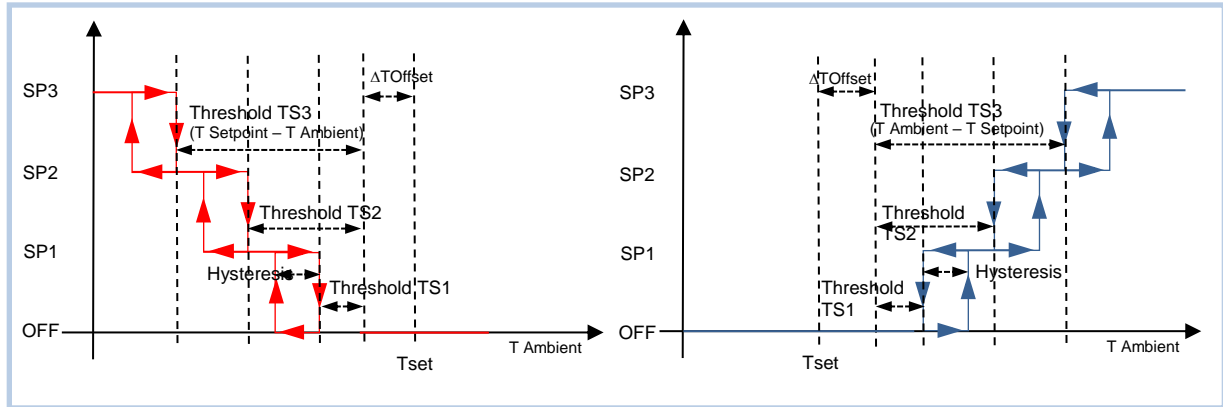 ΔTOffset
SP3
Threshold TS3
(T Setpoint – T Ambient)
SP2
Threshold TS2
SP1
Hysteresis
Threshold TS1
OFF
T Ambient
Tset
ΔTOffset
SP3
Threshold TS3
(T Ambient – T Setpoint)
SP2
Threshold
TS2
SP1
Hysteresis
Threshold
TS1
OFF
T Ambient
Tset